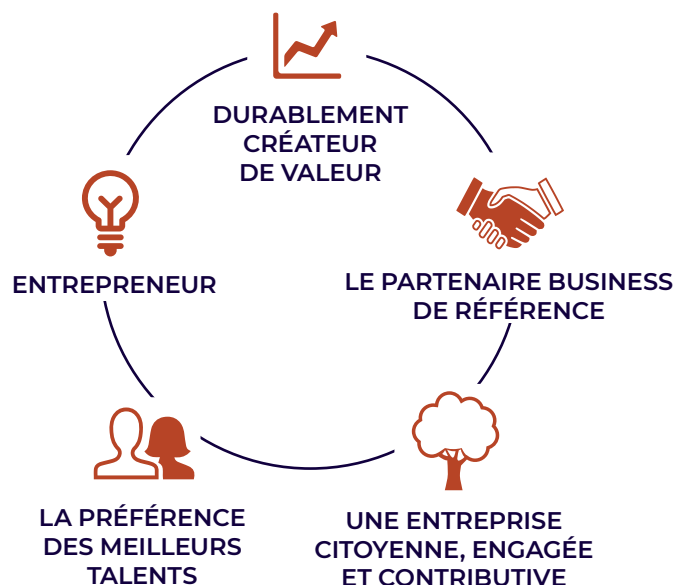 DURABLEMENT
CRÉATEUR
DE VALEUR
ENTREPRENEUR
LE PARTENAIRE BUSINESS
DE RÉFÉRENCE
LA PRÉFÉRENCE
DES MEILLEURS
TALENTS
UNE ENTREPRISE
CITOYENNE, ENGAGÉE
ET CONTRIBUTIVE